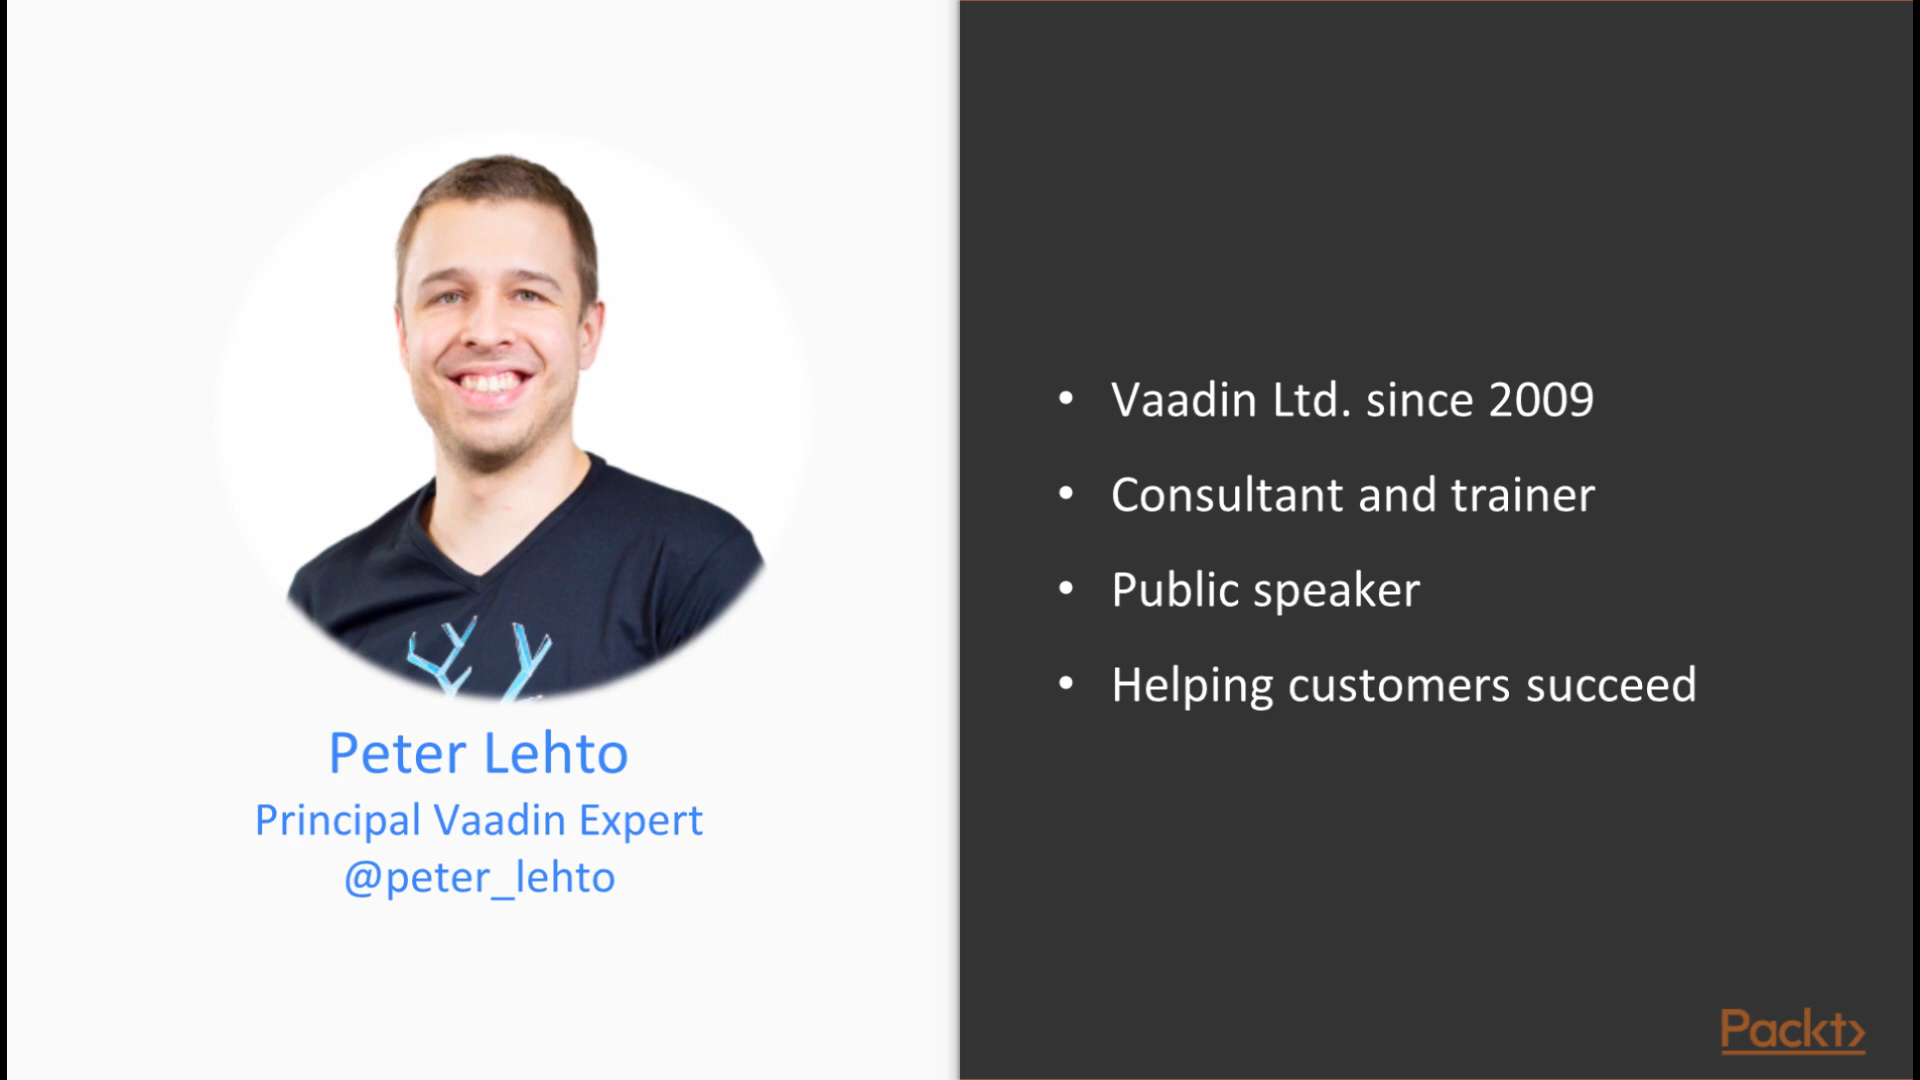 Peter Lehto
Principal Vaadin Expert
@peter_lehto
• Vaadin Ltd. since 2009
• Consultant and trainer
• Public speaker
• Helping customers succeed
Packt>